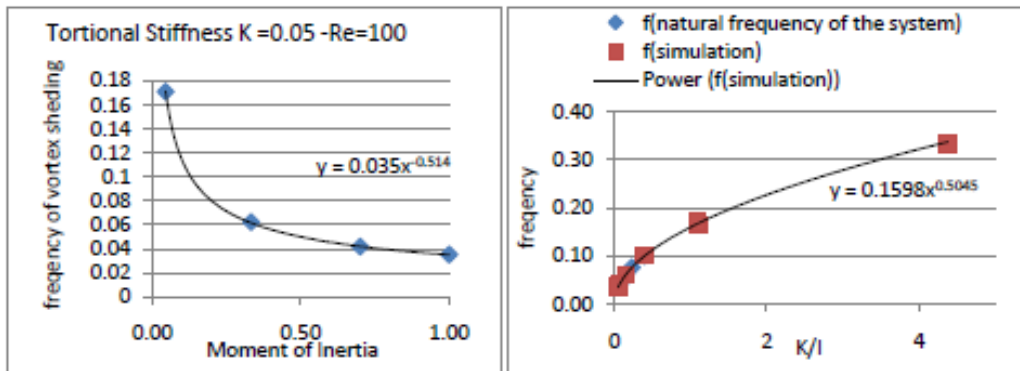 Tortional Stiffness K =0.05 -Re=100
freqency of vortex sheding
0.18
0.16
0.14
0.12
0.1
0.08
0.06
0.04
0.02
0
y = 0.035x^-0.514
0.00 0.50 1.00
Moment of Inertia
f(natural frequency of the system)
f(simulation)
Power (f(simulation))
freqency
0.40
0.30
0.20
0.10
0.00
y = 0.1598x^0.5045
0 2 4
K/I